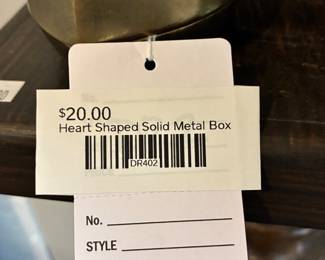 $20.00
Heart Shaped Solid Metal Box
DR402
No.
STYLE